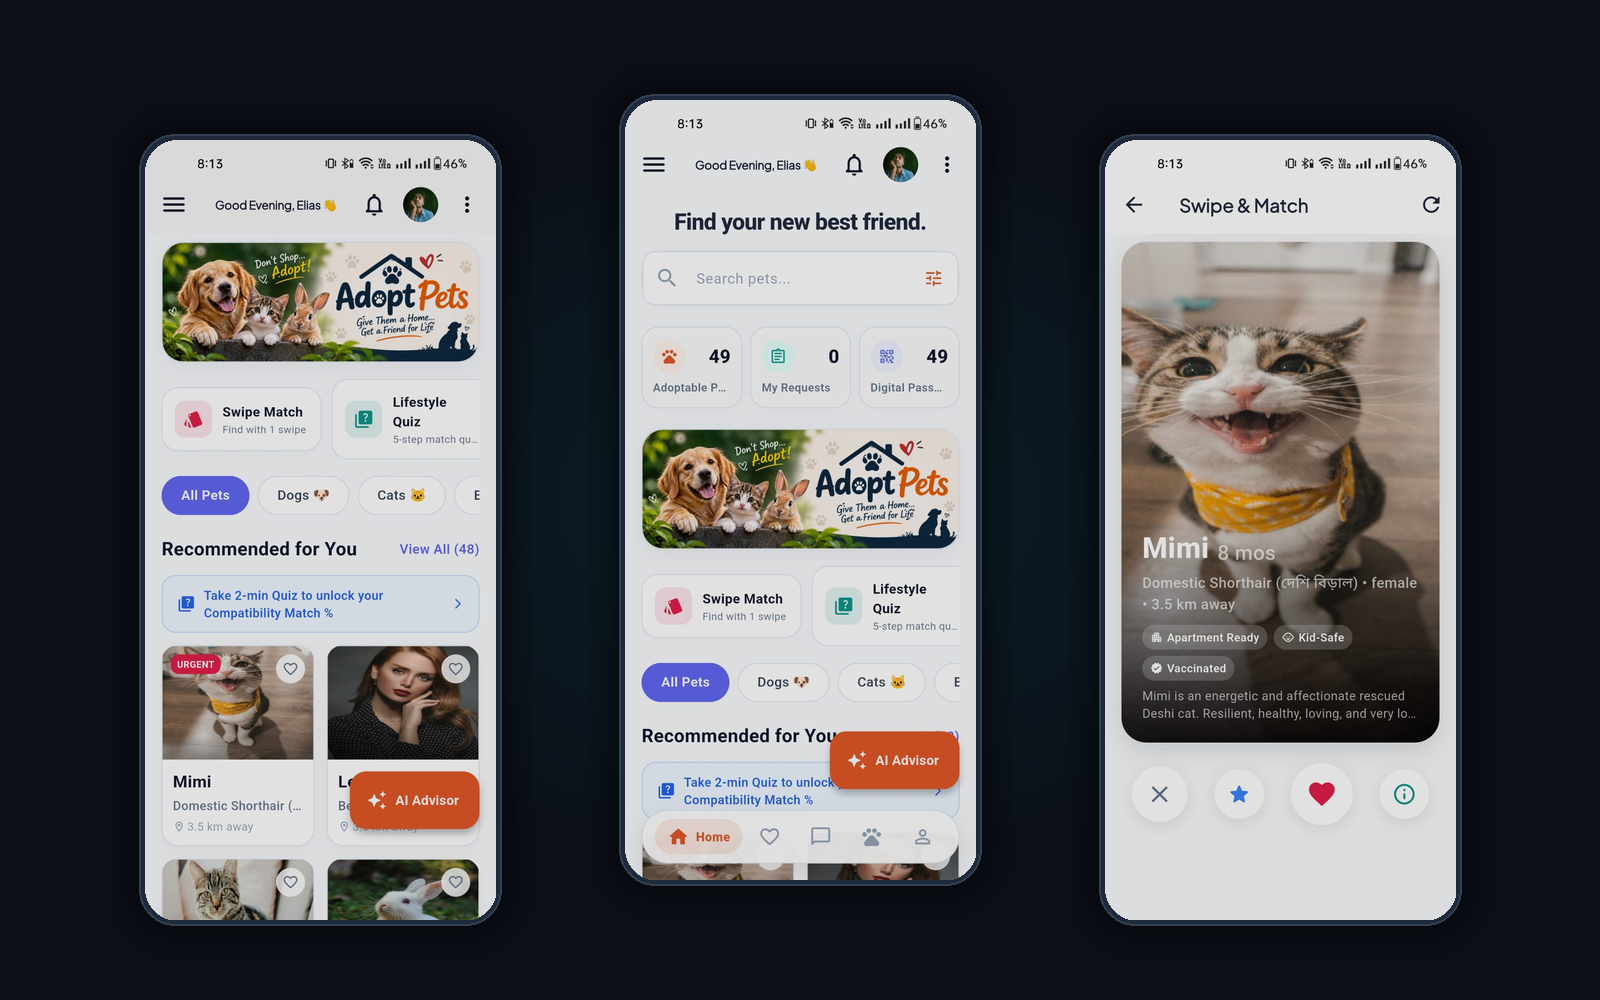 8:13
46%
Good Evening, Elias 👋
Don't Shop...
Adopt!
Adopt Pets
Give Them a Home...
Get a Friend for Life
Swipe Match
Find with 1 swipe
Lifestyle
Quiz
5-step match qu...
All Pets
Dogs 🐶
Cats 🐱
Recommended for You
View All (48)
Take 2-min Quiz to unlock your
Compatibility Match %
URGENT
Mimi
Domestic Shorthair (...
3.5 km away
AI Advisor
8:13
46%
Good Evening, Elias 👋
Find your new best friend.
Search pets...
49
Adoptable P...
0
My Requests
49
Digital Pass...
Don't Shop...
Adopt!
Adopt Pets
Give Them a Home...
Get a Friend for Life
Swipe Match
Find with 1 swipe
Lifestyle
Quiz
5-step match qu...
All Pets
Dogs 🐶
Cats 🐱
Recommended for You
AI Advisor
Take 2-min Quiz to unlock
Compatibility Match %
Home
8:13
46%
Swipe & Match
Mimi 8 mos
Domestic Shorthair (দেশি বিড়াল) • female
• 3.5 km away
Apartment Ready
Kid-Safe
Vaccinated
Mimi is an energetic and affectionate rescued
Deshi cat. Resilient, healthy, loving, and very lo...